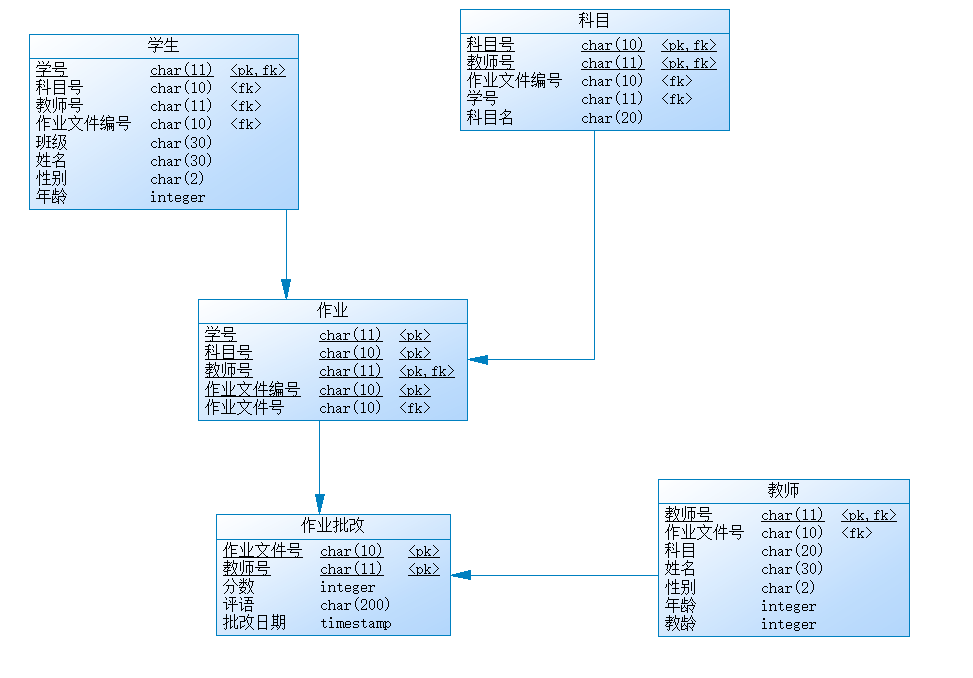 学生
学号 char(11) <pk,fk>
科目号 char(10) <fk>
教师号 char(11) <fk>
作业文件编号 char(10) <fk>
班级 char(30)
姓名 char(30)
性别 char(2)
年龄 integer
科目
科目号 char(10) <pk,fk>
教师号 char(11) <pk,fk>
作业文件编号 char(10) <fk>
学号 char(11) <fk>
科目名 char(20)
作业
学号 char(11) <pk>
科目号 char(10) <pk>
教师号 char(11) <pk,fk>
作业文件编号 char(10) <pk>
作业文件号 char(10) <fk>
作业批改
作业文件号 char(10) <pk>
教师号 char(11) <pk>
分数 integer
评语 char(200)
批改日期 timestamp
教师
教师号 char(11) <pk,fk>
作业文件号 char(10) <fk>
科目 char(20)
姓名 char(30)
性别 char(2)
年龄 integer
教龄 integer